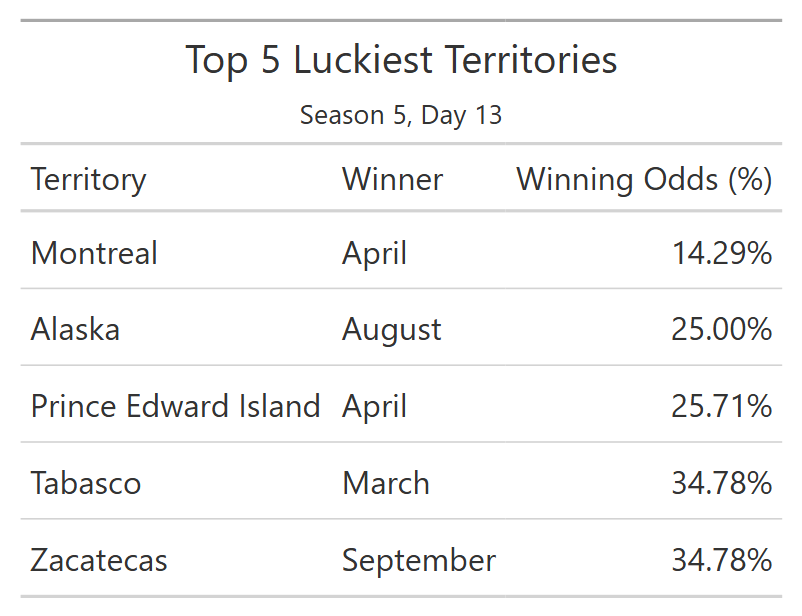 Top 5 Luckiest Territories
Season 5, Day 13
Territory Winner Winning Odds (%)
Montreal April 14.29%
Alaska August 25.00%
Prince Edward Island April 25.71%
Tabasco March 34.78%
Zacatecas September 34.78%